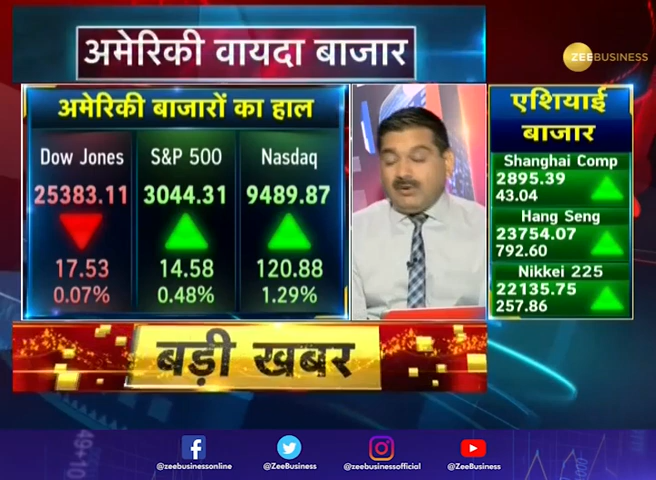 अमेरिकी वायदा बाजार
ZEEBUSINESS
अमेरिकी बाजारों का हाल
Dow Jones
25383.11
17.53
0.07%
S&P 500
3044.31
14.58
0.48%
Nasdaq
9489.87
120.88
1.29%
एशियाई
बाजार
Shanghai Comp
2895.39
43.04
Hang Seng
23754.07
792.60
Nikkei 225
22135.75
257.86
बड़ी खबर
@zeebusinessonline
@ZeeBusiness
@zeebusinessofficial
@ZeeBusiness